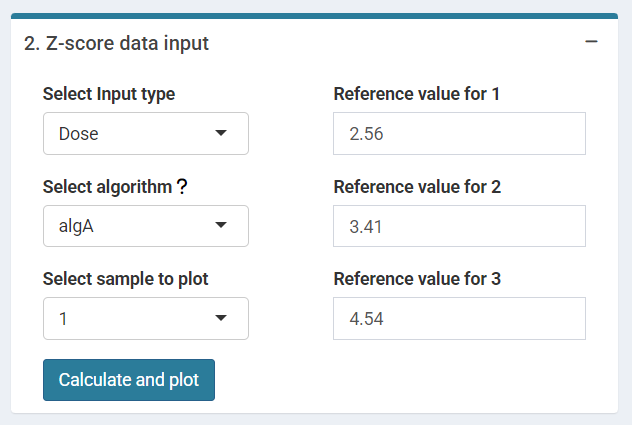 2. Z-score data input
Select Input type
Dose
Reference value for 1
2.56
Select algorithm ?
algA
Reference value for 2
3.41
Select sample to plot
1
Reference value for 3
4.54
Calculate and plot